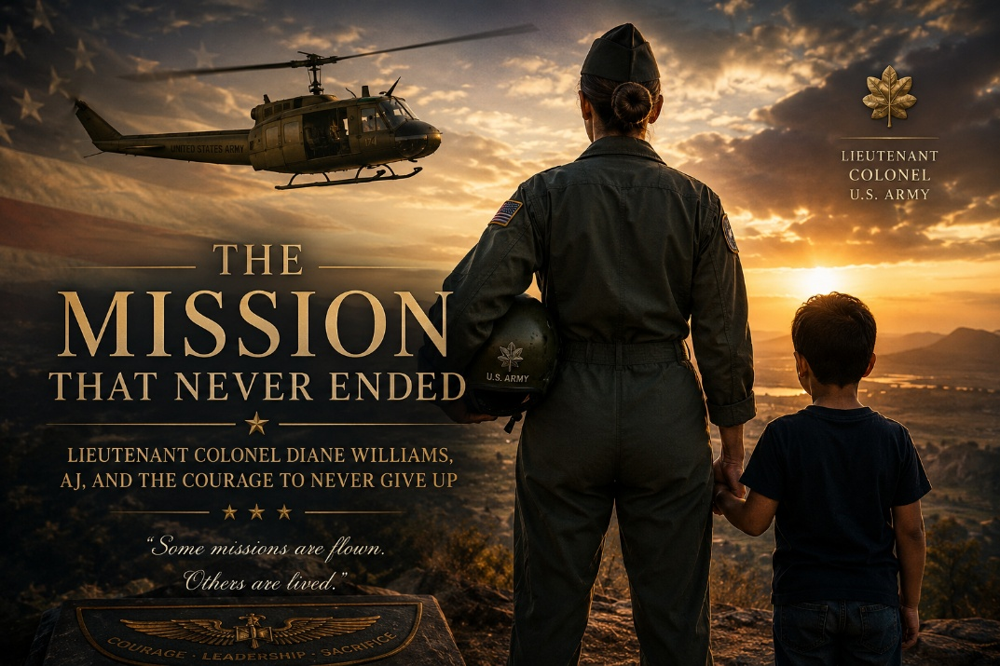 UNITED STATES ARMY
LIEUTENANT
COLONEL
U.S. ARMY
THE
MISSION
THAT NEVER ENDED
LIEUTENANT COLONEL DIANE WILLIAMS,
AJ, AND THE COURAGE TO NEVER GIVE UP
U.S. ARMY
“Some missions are flown.
Others are lived.”
COURAGE · LEADERSHIP · SACRIFICE